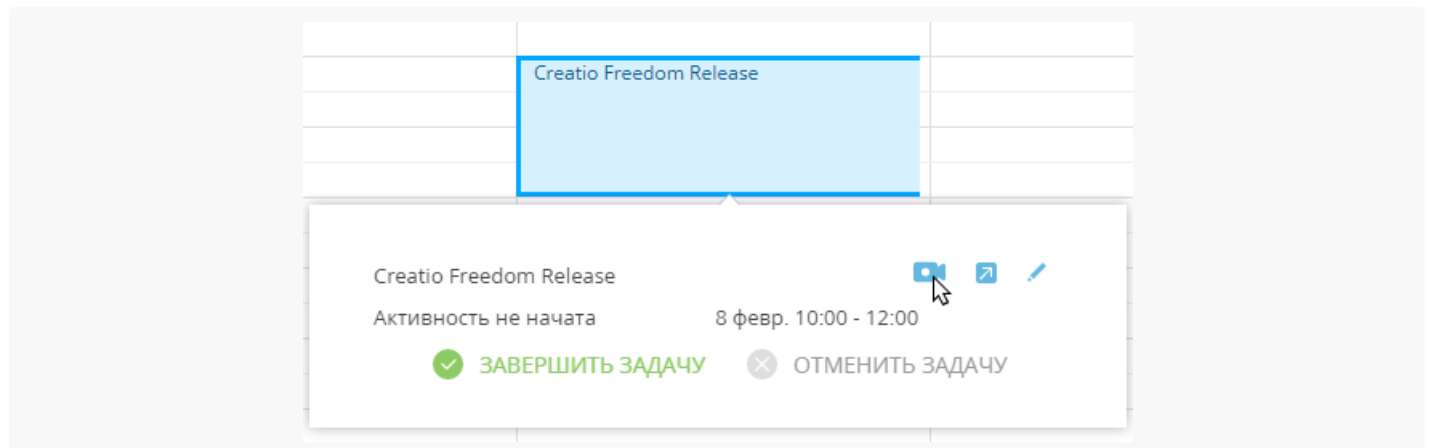 Creatio Freedom Release
Creatio Freedom Release
Активность не начата 8 февр. 10:00 - 12:00
ЗАВЕРШИТЬ ЗАДАЧУ ОТМЕНИТЬ ЗАДАЧУ